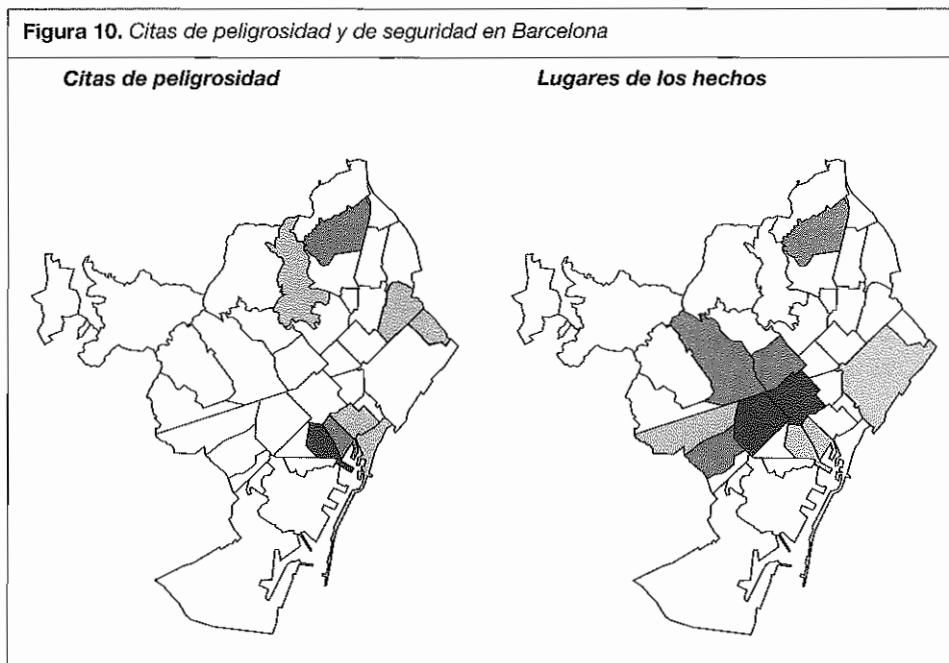 Figura 10. Citas de peligrosidad y de seguridad en Barcelona
Citas de peligrosidad
Lugares de los hechos